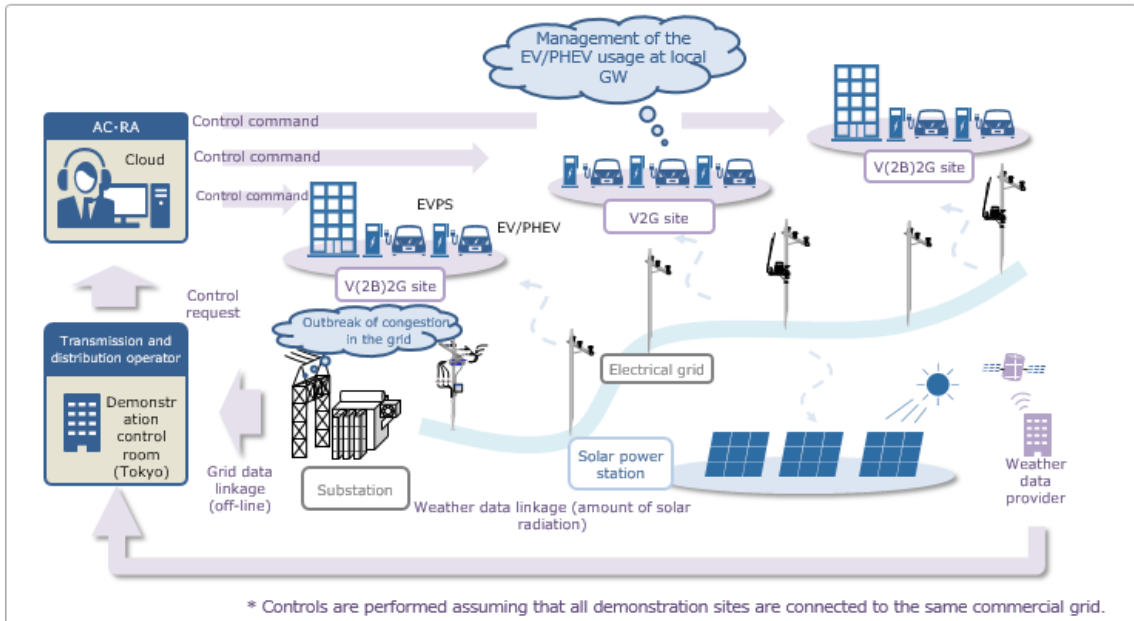 Management of the
EV/PHEV usage at local
GW
AC·RA
Cloud
Control command
Control command
Control command
EVPS
EV/PHEV
V(2B)2G site
V2G site
V(2B)2G site
Control
request
Outbreak of congestion
in the grid
Transmission and
distribution operator
Demonstr
ation
control
room
(Tokyo)
Electrical grid
Grid data
linkage
(off-line)
Substation
Solar power
station
Weather data linkage (amount of solar
radiation)
Weather
data
provider
* Controls are performed assuming that all demonstration sites are connected to the same commercial grid.